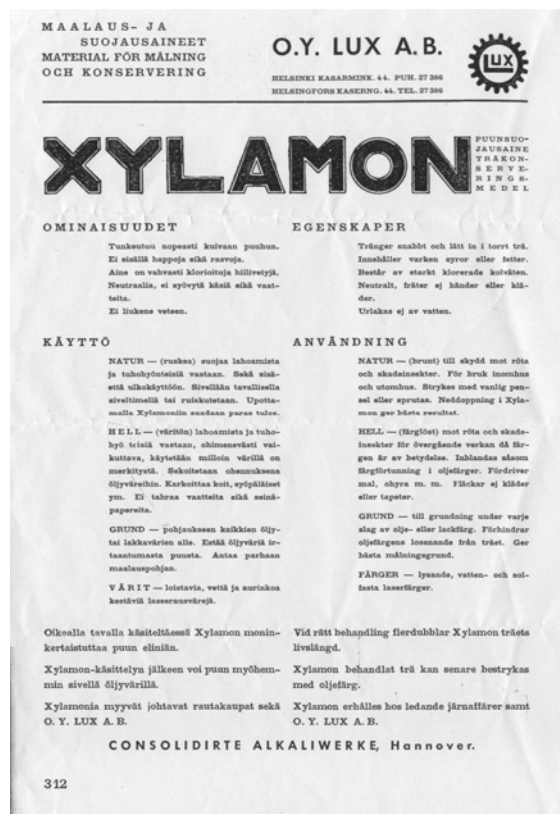 MAALAUS- JA
SUOJAUSAINEET
MATERIAL FÖR MÅLNING
OCH KONSERVERING
O.Y. LUX A.B.
HELSINKI KASARMINK. 44. PUH. 27 386
HELSINGFORS KASERNG. 44. TEL. 27 386
LUX
XYLAMON
PUUNSUO-
JAUSAINE
TRÄKON-
SERVE-
RINGS-
MEDEL
OMINAISUUDET
Tunkeutuu nopeasti kuivaan puuhun.
Ei sisällä happoja eikä rasvoja.
Aine on vahvasti klorioituja hiilivetyjä.
Neutraalia, ei syövytä käsiä eikä vaat-
teita.
Ei liukene veteen.
KÄYTTÖ
NATUR — (ruskea) suojaa lahoamista
ja tuhohyönteisiä vastaan. Sekä sisä-
että ulkokäyttöön. Sivellään tavallisella
siveltimellä tai ruiskutetaan. Upotta-
malla Xylamoniin saadaan paras tulos.
HELL — (väritön) lahoamista ja tuho-
hyö teisiä vastaan, ohimenevästi vai-
kuttava, käytetään milloin värillä on
merkitystä. Sekoitetaan ohennuksena
öljyväreihin. Karkoittaa koit, syöpäläiset
ym. Ei tahraa vaatteita eikä seinä-
papereita.
GRUND — pohjaukseen kaikkien öljy-
tai lakkavärien alle. Estää öljyväriä ir-
taantumasta puusta. Antaa parhaan
maalauspohjan.
VÄRIT — loistavia, vettä ja aurinkoa
kestäviä laseerausvärejä.
EGENSKAPER
Tränger snabbt och lätt in i torrt trä.
Innehåller varken syror eller fetter.
Består av starkt klorerade kolväten.
Neutralt, fräter ej händer eller klä-
der.
Urlakas ej av vatten.
ANVÄNDNING
NATUR — (brunt) till skydd mot röta
och skadeinsekter. För bruk inomhus
och utomhus. Strykes med vanlig pen-
sel eller sprutas. Neddoppning i Xyla-
mon ger bästa resultat.
HELL — (färglöst) mot röta och skade-
insekter för övergående verkan då fär-
gen är av betydelse. Inblandas såsom
färgförtunning i oljefärger. Fördriver
mal, ohyra m. m. Fläckar ej kläder
eller tapeter.
GRUND — till grundning under varje
slag av olje- eller lackfärg. Förhindrar
oljefärgens lossnande från träet. Ger
bästa målningsgrund.
FÄRGER — lysande, vatten- och sol-
fasta laserfärger.
Oikealla tavalla käsiteltäessä Xylamon monin-
kertaistuttaa puun eliniän.
Xylamon-käsittelyn jälkeen voi puun myöhem-
min sivellä öljyvärillä.
Xylamonia myyvät johtavat rautakaupat sekä
O. Y. LUX A. B.
Vid rätt behandling flerdubblar Xylamon träets
livslängd.
Xylamon behandlat trä kan senare bestrykas
med oljefärg.
Xylamon erhålles hos ledande järnaffärer samt
O. Y. LUX A. B.
CONSOLIDIRTE ALKALIWERKE, Hannover.
312